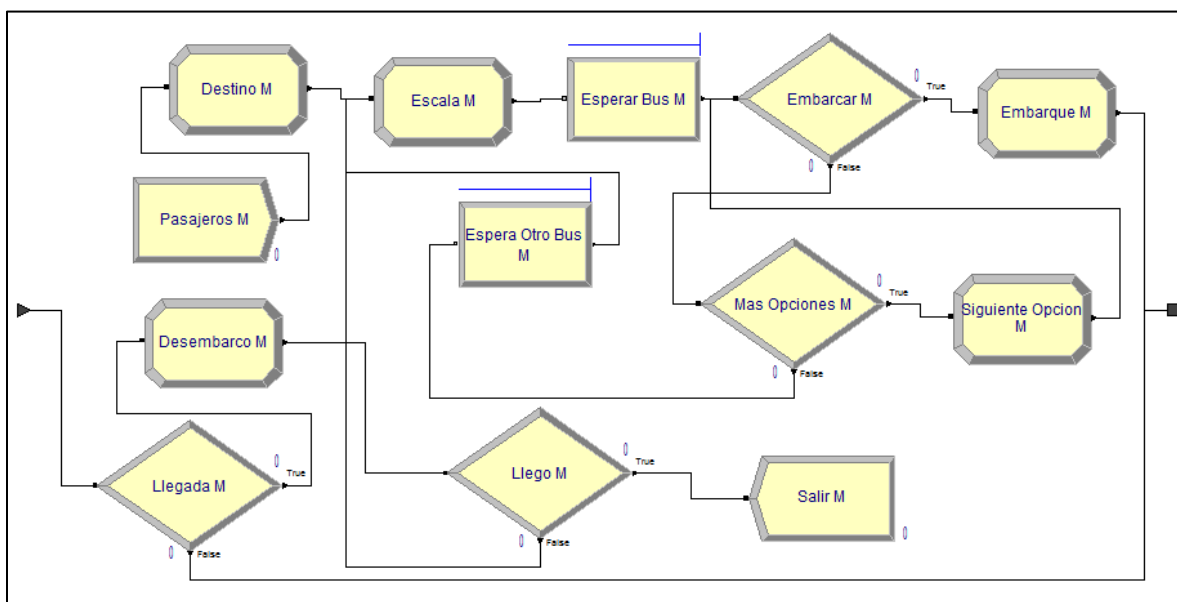 Destino M
Escala M
Esperar Bus M
Embarcar M
0
True
Embarque M
0
False
Pasajeros M
0
Espera Otro Bus
M
Mas Opciones M
0
True
Siguiente Opcion
M
0
False
Desembarco M
Llegada M
0
True
0
False
Llego M
0
True
0
False
Salir M
0